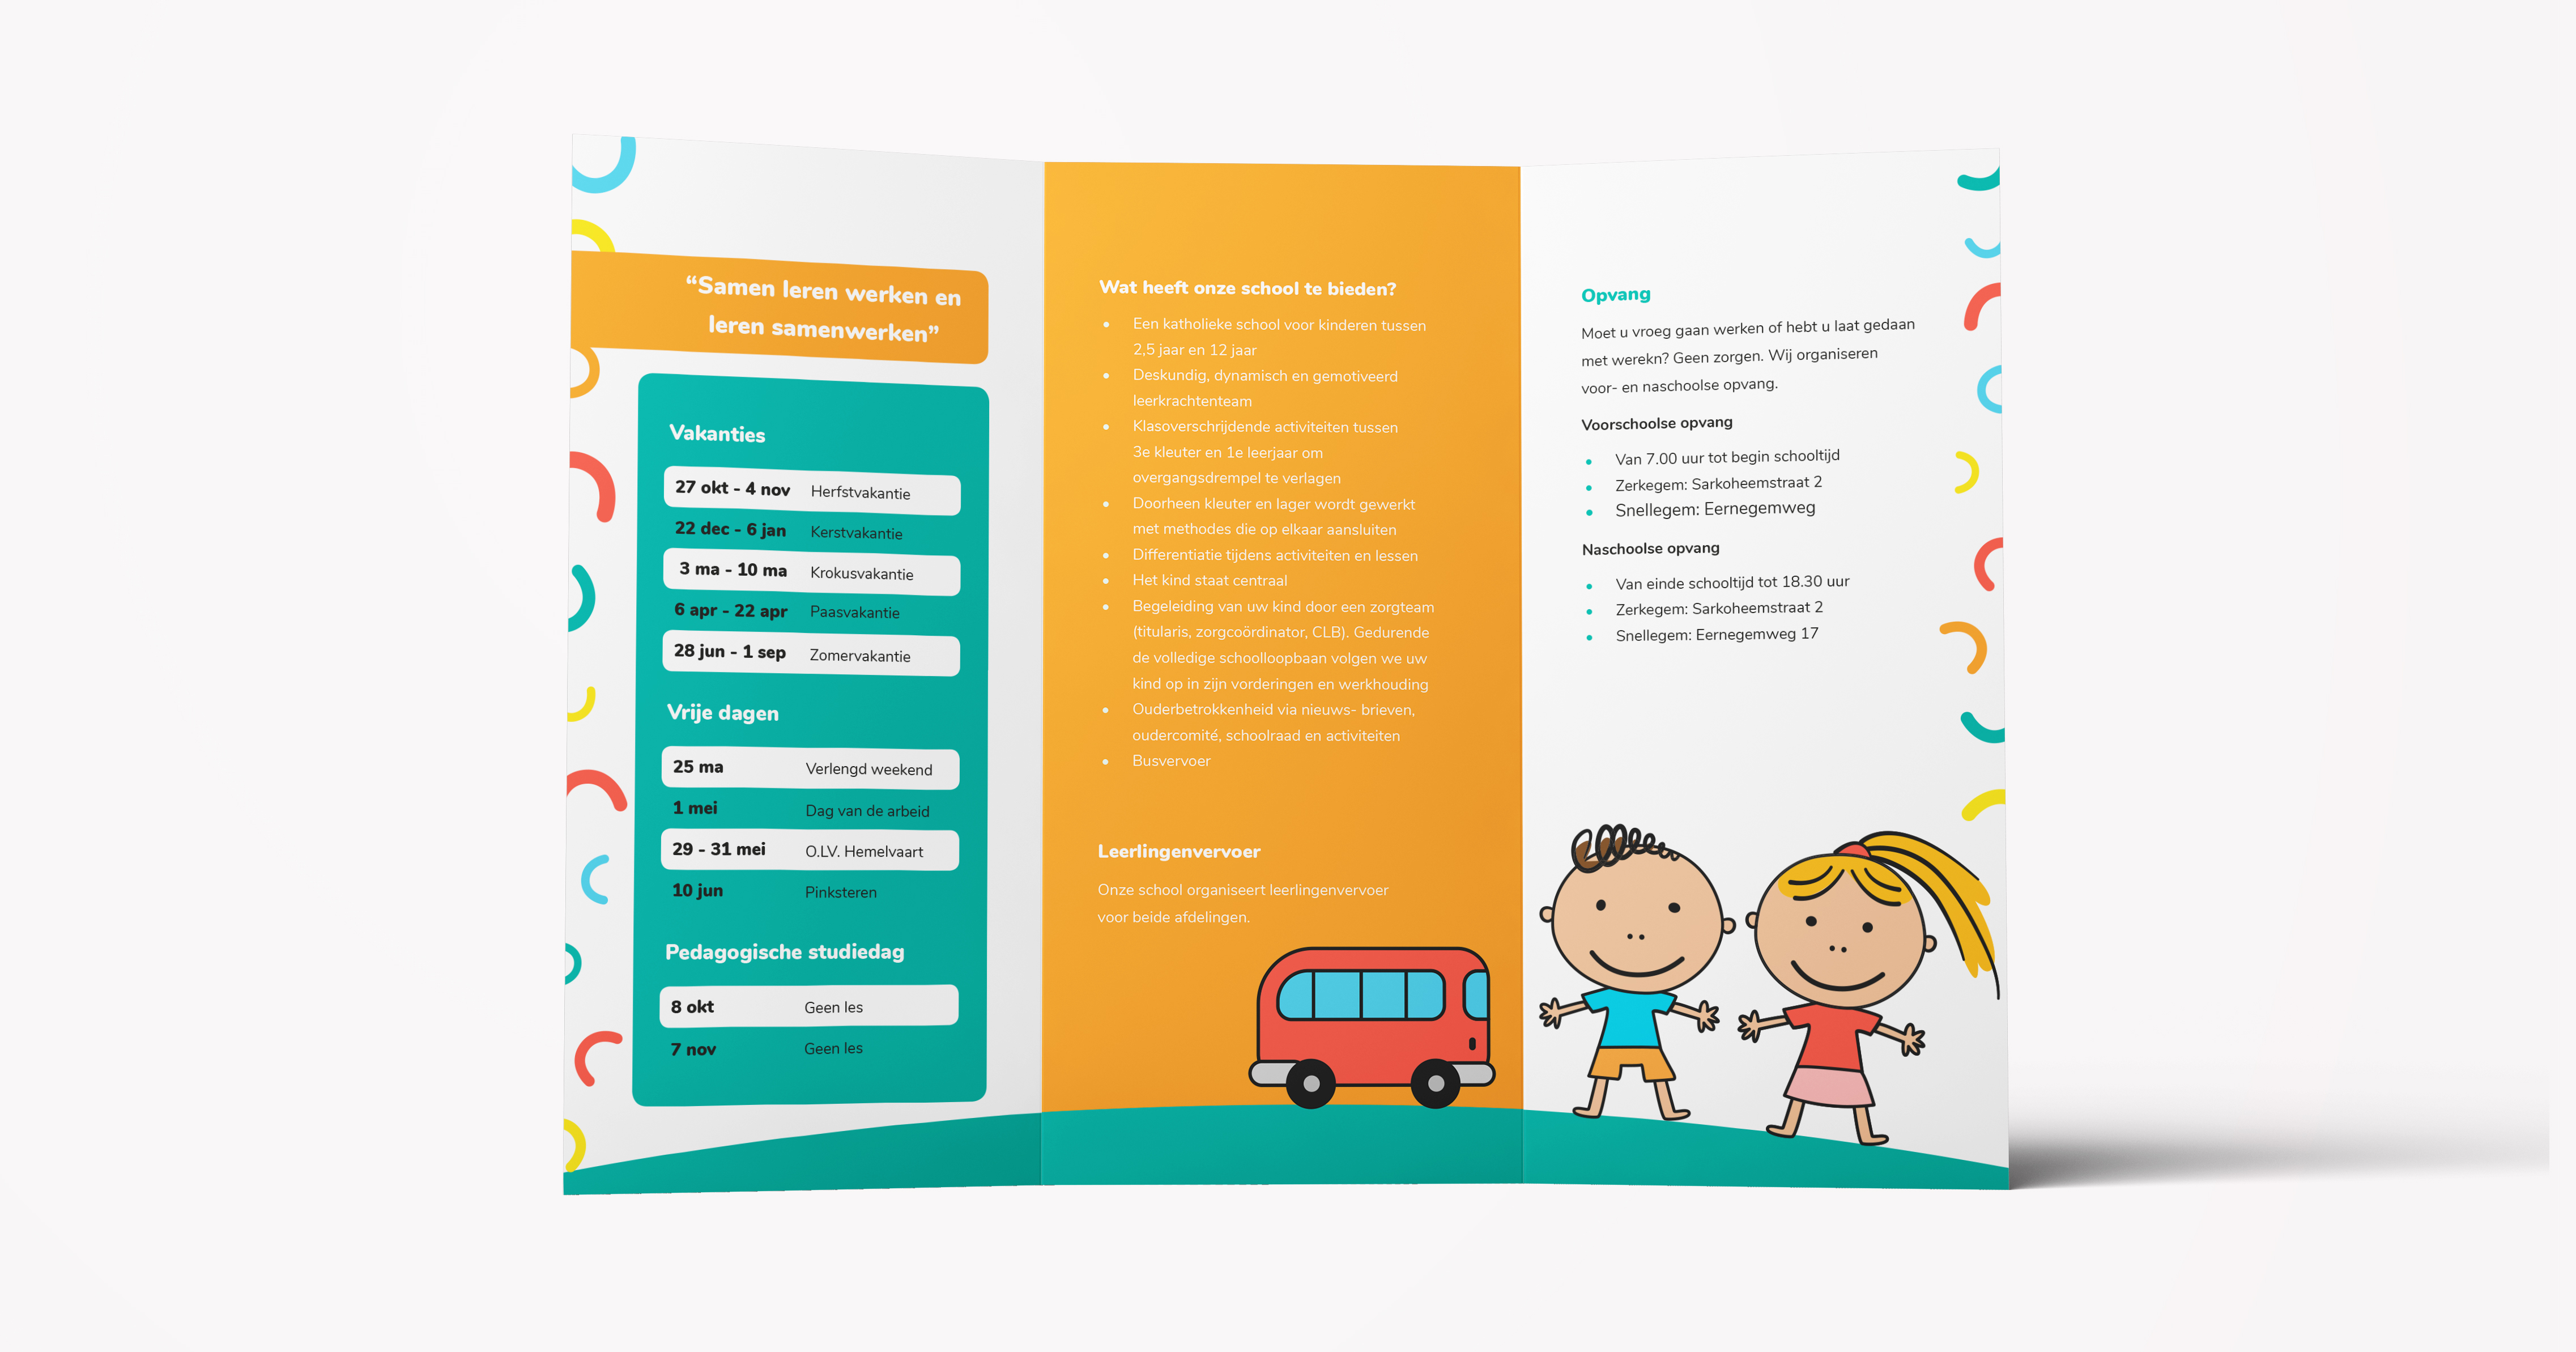 “Samen leren werken en
leren samenwerken”
Vakanties
27 okt - 4 nov Herfstvakantie
22 dec - 6 jan Kerstvakantie
3 ma - 10 ma Krokusvakantie
6 apr - 22 apr Paasvakantie
28 jun - 1 sep Zomervakantie
Vrije dagen
25 ma Verlengd weekend
1 mei Dag van de arbeid
29 - 31 mei O.LV. Hemelvaart
10 jun Pinksteren
Pedagogische studiedag
8 okt Geen les
7 nov Geen les
Wat heeft onze school te bieden?
• Een katholieke school voor kinderen tussen
2,5 jaar en 12 jaar
• Deskundig, dynamisch en gemotiveerd
leerkrachtenteam
• Klasoverschrijdende activiteiten tussen
3e kleuter en 1e leerjaar om
overgangsdrempel te verlagen
• Doorheen kleuter en lager wordt gewerkt
met methodes die op elkaar aansluiten
• Differentiatie tijdens activiteiten en lessen
• Het kind staat centraal
• Begeleiding van uw kind door een zorgteam
(titularis, zorgcoördinator, CLB). Gedurende
de volledige schoolloopbaan volgen we uw
kind op in zijn vorderingen en werkhouding
• Ouderbetrokkenheid via nieuws- brieven,
oudercomité, schoolraad en activiteiten
• Busvervoer
Leerlingenvervoer
Onze school organiseert leerlingenvervoer
voor beide afdelingen.
Opvang
Moet u vroeg gaan werken of hebt u laat gedaan
met werekn? Geen zorgen. Wij organiseren
voor- en naschoolse opvang.
Voorschoolse opvang
• Van 7.00 uur tot begin schooltijd
• Zerkegem: Sarkoheemstraat 2
• Snellegem: Eernegemweg
Naschoolse opvang
• Van einde schooltijd tot 18.30 uur
• Zerkegem: Sarkoheemstraat 2
• Snellegem: Eernegemweg 17